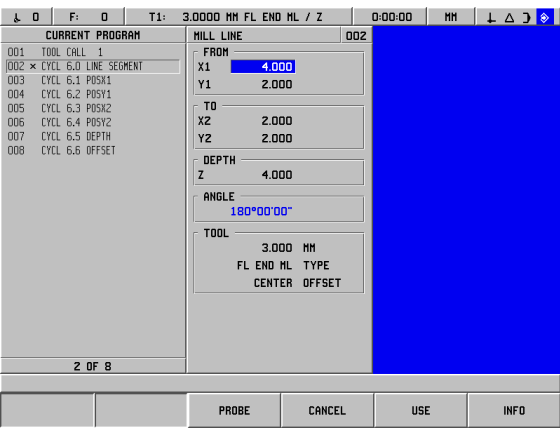 0 F: 0 T1: 3.0000 MM FL END ML / Z 0:00:00 MM
CURRENT PROGRAM
001 TOOL CALL 1
002 × CYCL 6.0 LINE SEGMENT
003 CYCL 6.1 POSX1
004 CYCL 6.2 POSY1
005 CYCL 6.3 POSX2
006 CYCL 6.4 POSY2
007 CYCL 6.5 DEPTH
008 CYCL 6.6 OFFSET
2 OF 8
MILL LINE 002
FROM
X1 4.000
Y1 2.000
TO
X2 2.000
Y2 2.000
DEPTH
Z 4.000
ANGLE
180°00'00"
TOOL
3.000 MM
FL END ML TYPE
CENTER OFFSET
PROBE CANCEL USE INFO